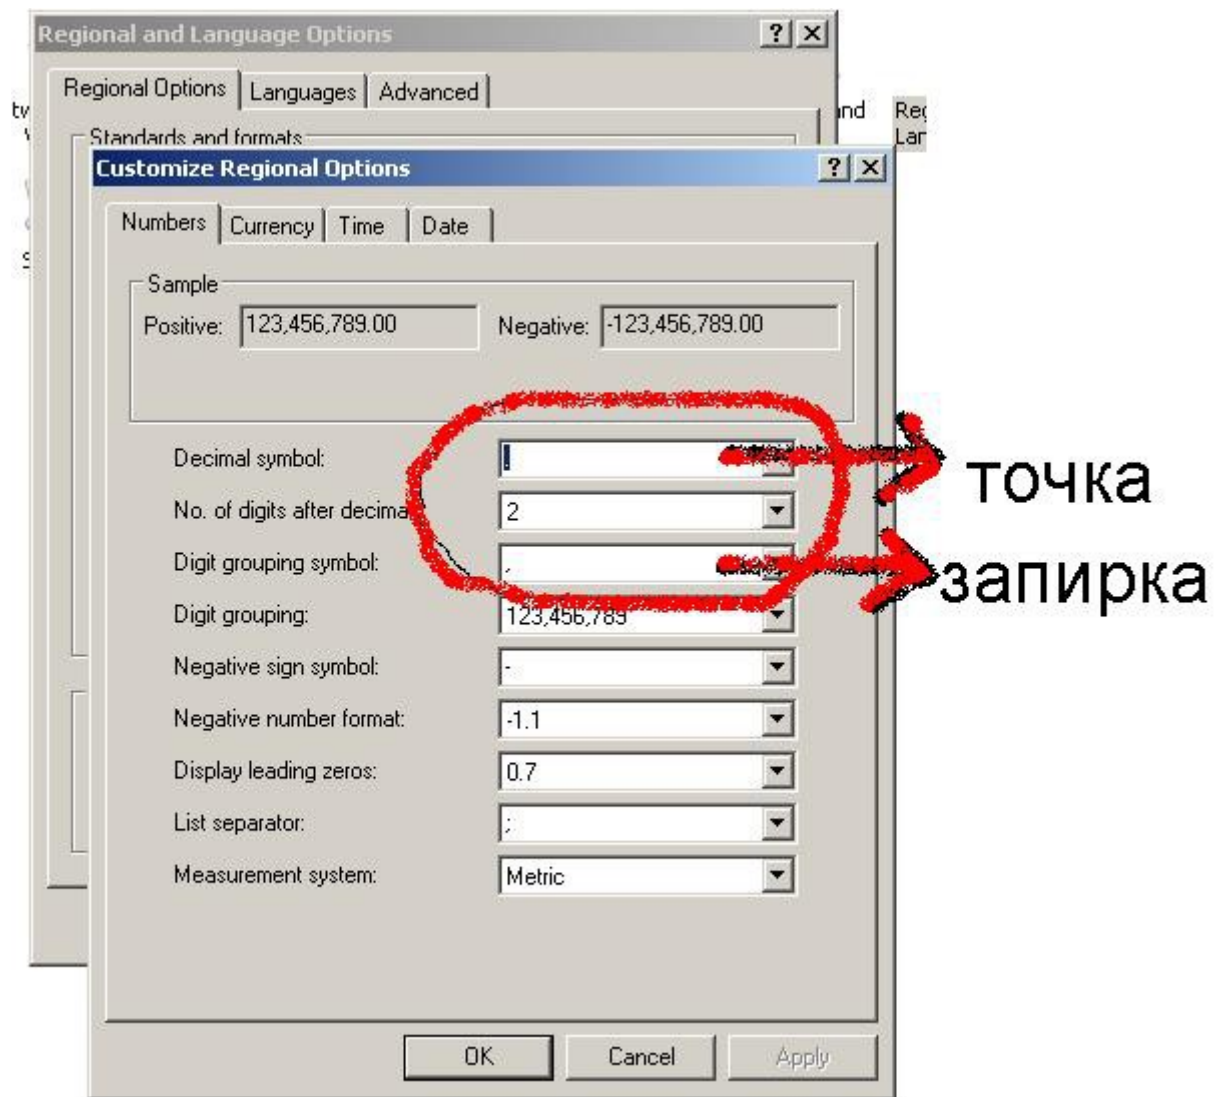 Regional and Language Options
Regional Options Languages Advanced
and
Standards and formats
Customize Regional Options
Numbers Currency Time Date
Sample
Positive: 123,456,789.00 Negative: -123,456,789.00
Decimal symbol: . точка
No. of digits after decimal 2
Digit grouping symbol: , запирка
Digit grouping: 123,456,789
Negative sign symbol: -
Negative number format: -1.1
Display leading zeros: 0.7
List separator: ;
Measurement system: Metric
OK Cancel Apply